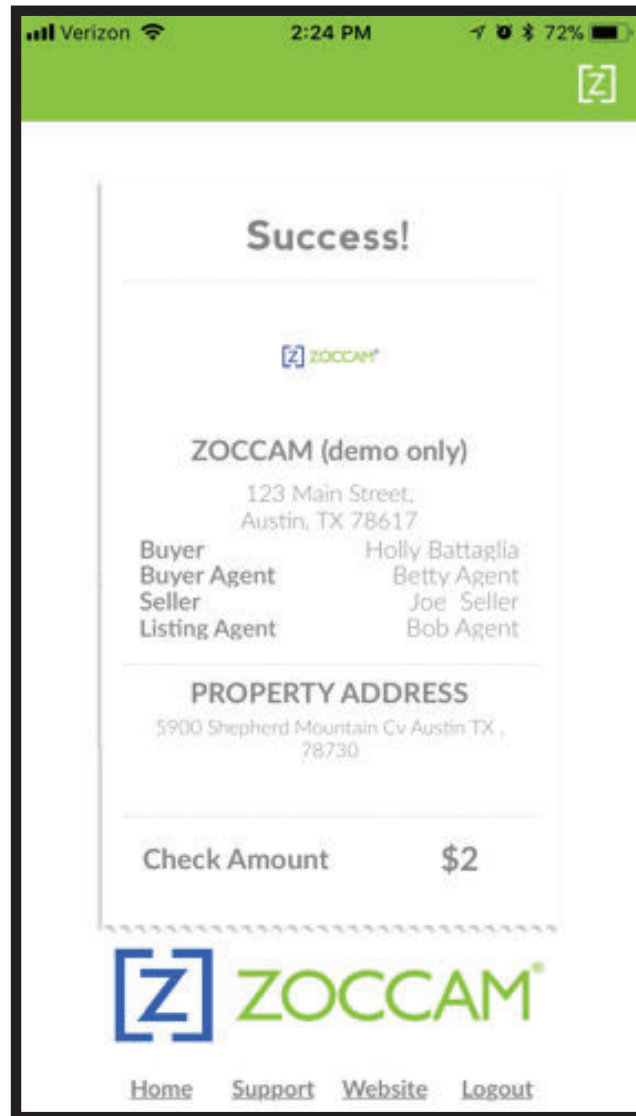 Verizon 2:24 PM 72%
[Z]
Success!
[Z] ZOCCAM®
ZOCCAM (demo only)
123 Main Street,
Austin, TX 78617
Buyer Holly Battaglia
Buyer Agent Betty Agent
Seller Joe Seller
Listing Agent Bob Agent
PROPERTY ADDRESS
5900 Shepherd Mountain Cv Austin TX ,
78730
Check Amount $2
[Z] ZOCCAM®
Home Support Website Logout